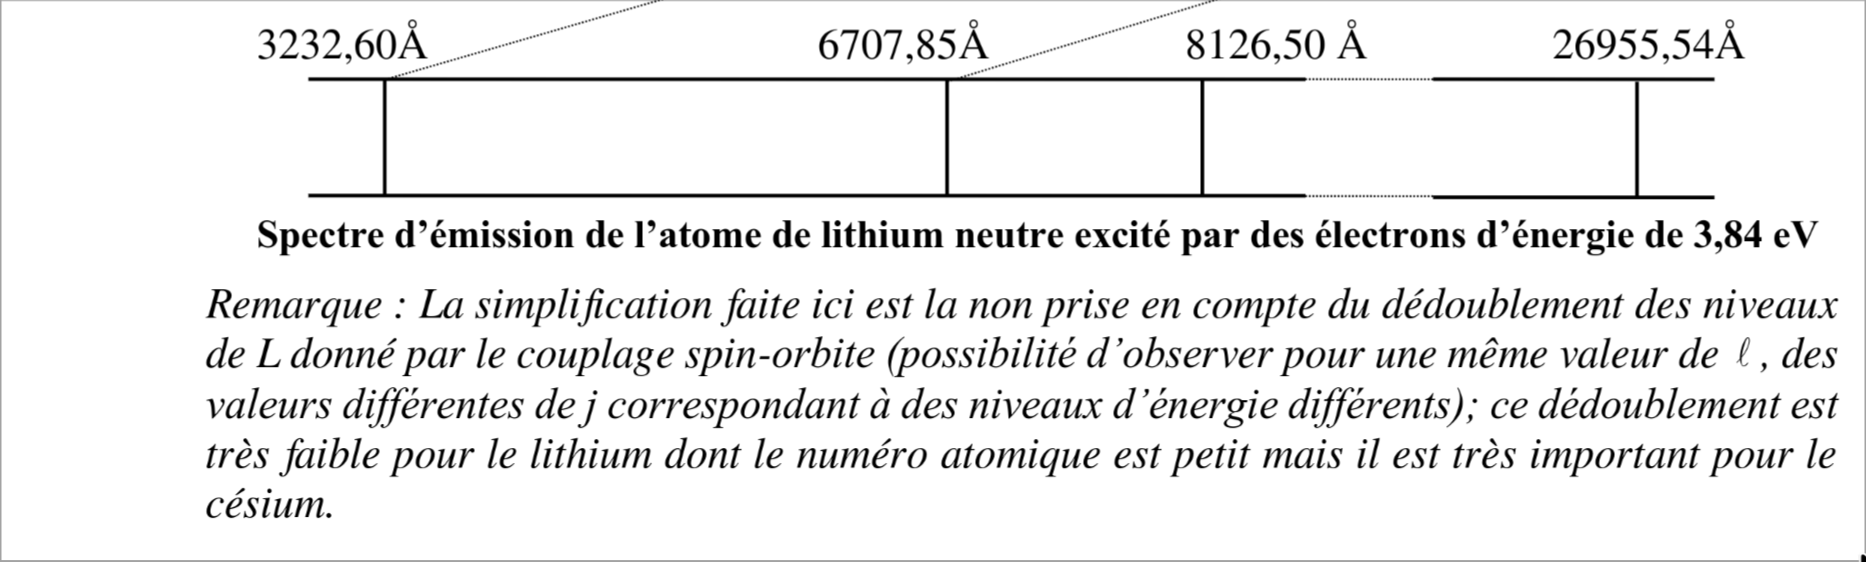 3232,60Å 6707,85Å 8126,50 Å 26955,54Å
Spectre d’émission de l’atome de lithium neutre excité par des électrons d’énergie de 3,84 eV
Remarque : La simplification faite ici est la non prise en compte du dédoublement des niveaux
de L donné par le couplage spin-orbite (possibilité d’observer pour une même valeur de ℓ , des
valeurs différentes de j correspondant à des niveaux d’énergie différents); ce dédoublement est
très faible pour le lithium dont le numéro atomique est petit mais il est très important pour le
césium.